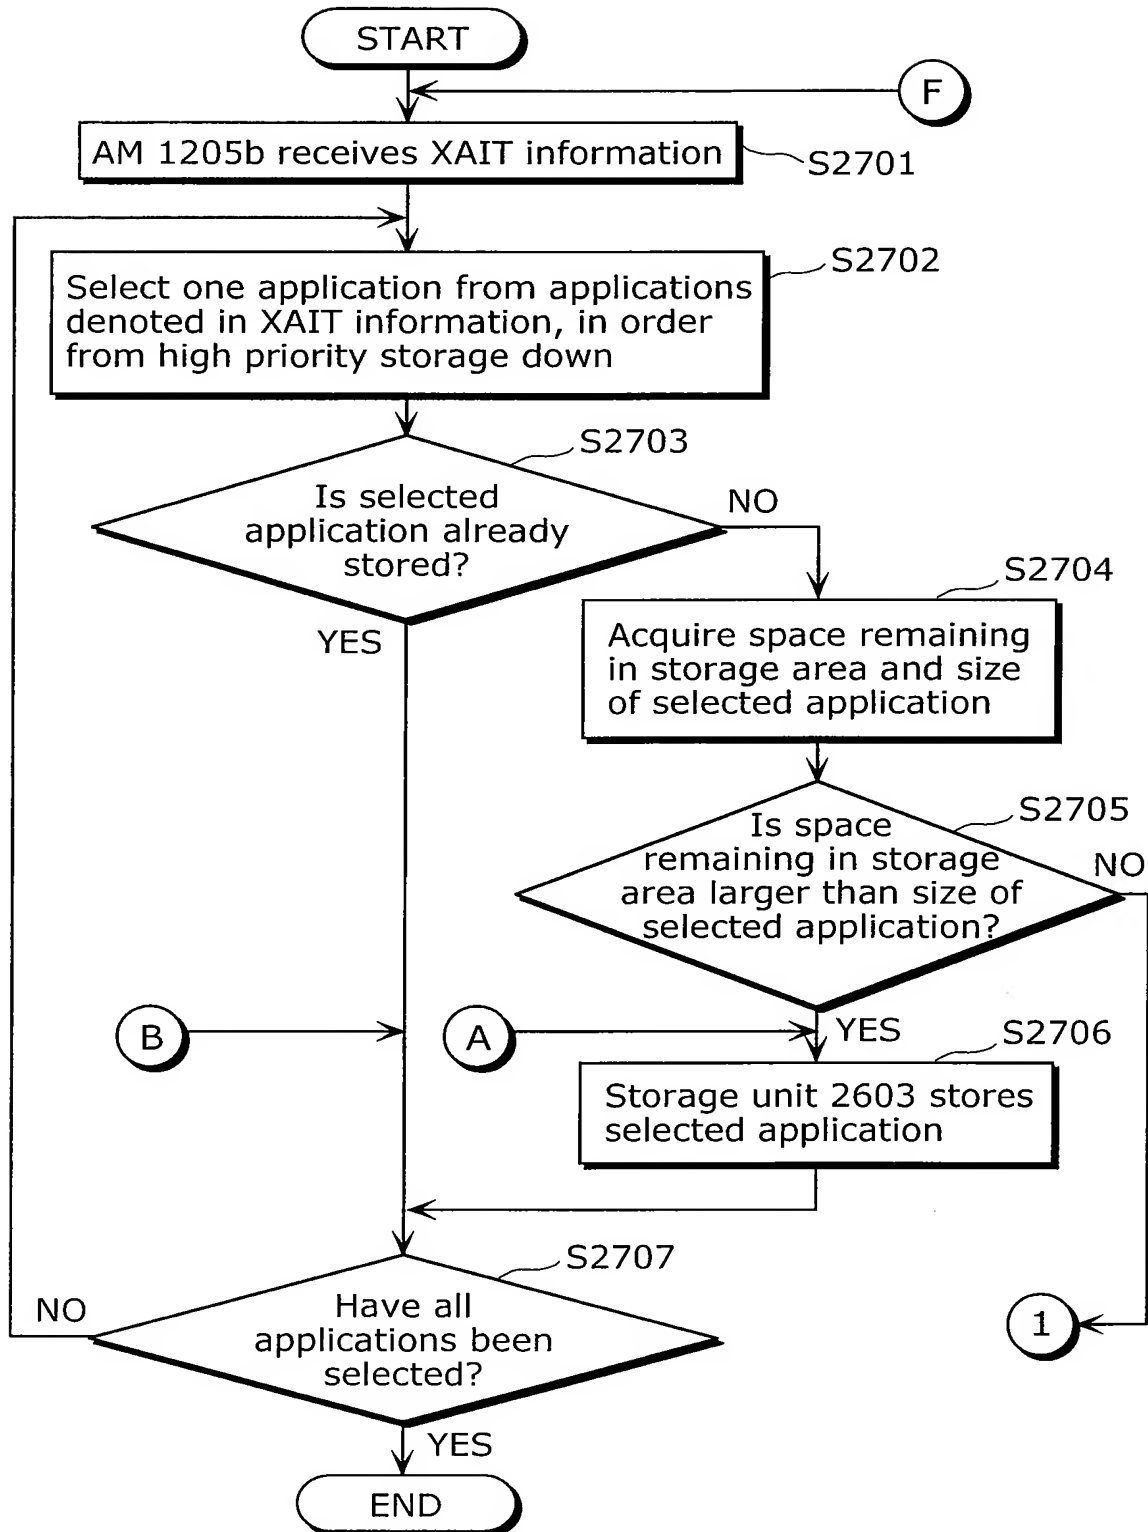 START
F
AM 1205b receives XAIT information
S2701
S2702
Select one application from applications
denoted in XAIT information, in order
from high priority storage down
S2703
Is selected
application already
stored?
NO
YES
S2704
Acquire space remaining
in storage area and size
of selected application
S2705
Is space
remaining in storage
area larger than size of
selected application?
NO
B
A
YES
S2706
Storage unit 2603 stores
selected application
S2707
NO
Have all
applications been
selected?
1
YES
END